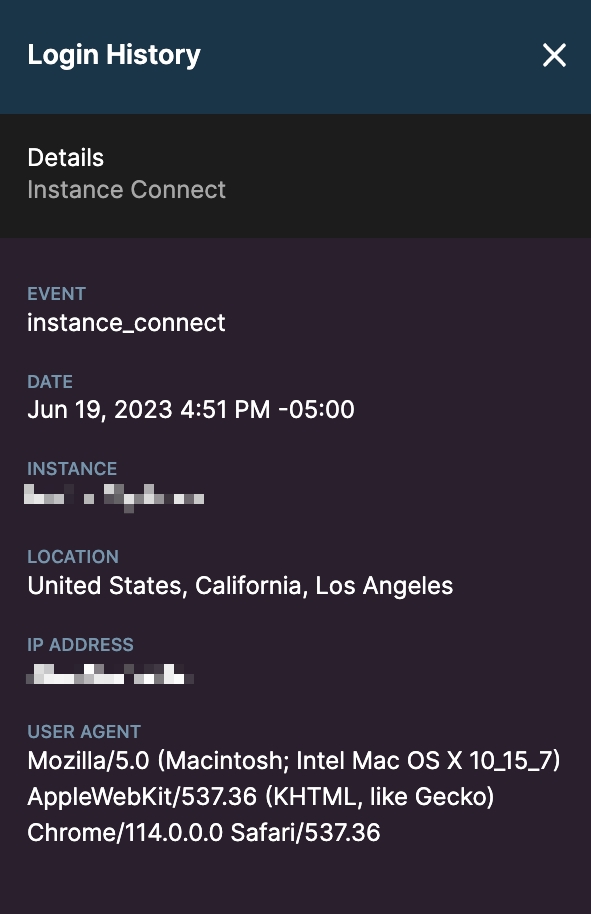 Login History
Details
Instance Connect
EVENT
instance_connect
DATE
Jun 19, 2023 4:51 PM -05:00
INSTANCE
LOCATION
United States, California, Los Angeles
IP ADDRESS
USER AGENT
Mozilla/5.0 (Macintosh; Intel Mac OS X 10_15_7)
AppleWebKit/537.36 (KHTML, like Gecko)
Chrome/114.0.0.0 Safari/537.36